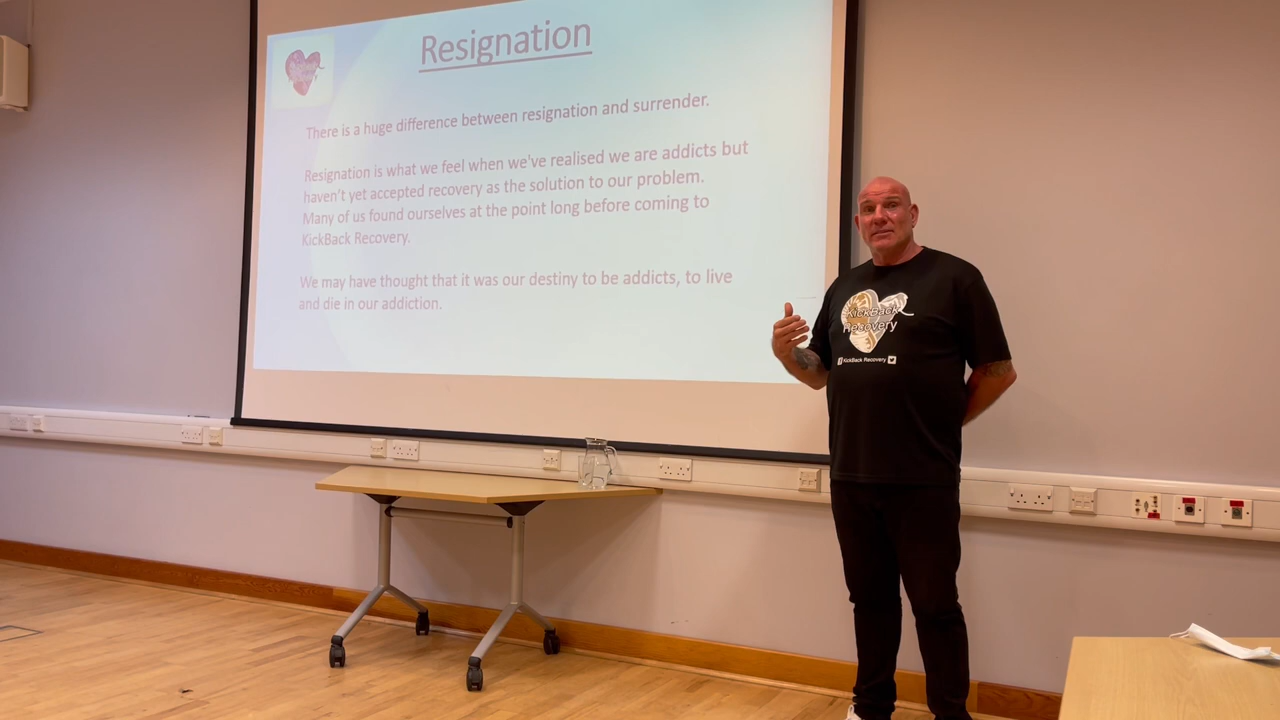 Resignation
There is a huge difference between resignation and surrender.
Resignation is what we feel when we've realised we are addicts but
haven't yet accepted recovery as the solution to our problem.
Many of us found ourselves at the point long before coming to
KickBack Recovery.
We may have thought that it was our destiny to be addicts, to live
and die in our addiction.
KickBack
Recovery
KickBack Recovery